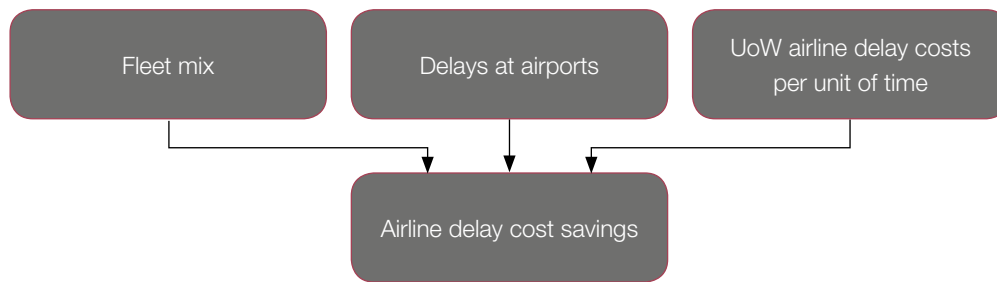 Fleet mix
Delays at airports
UoW airline delay costs
per unit of time
Airline delay cost savings